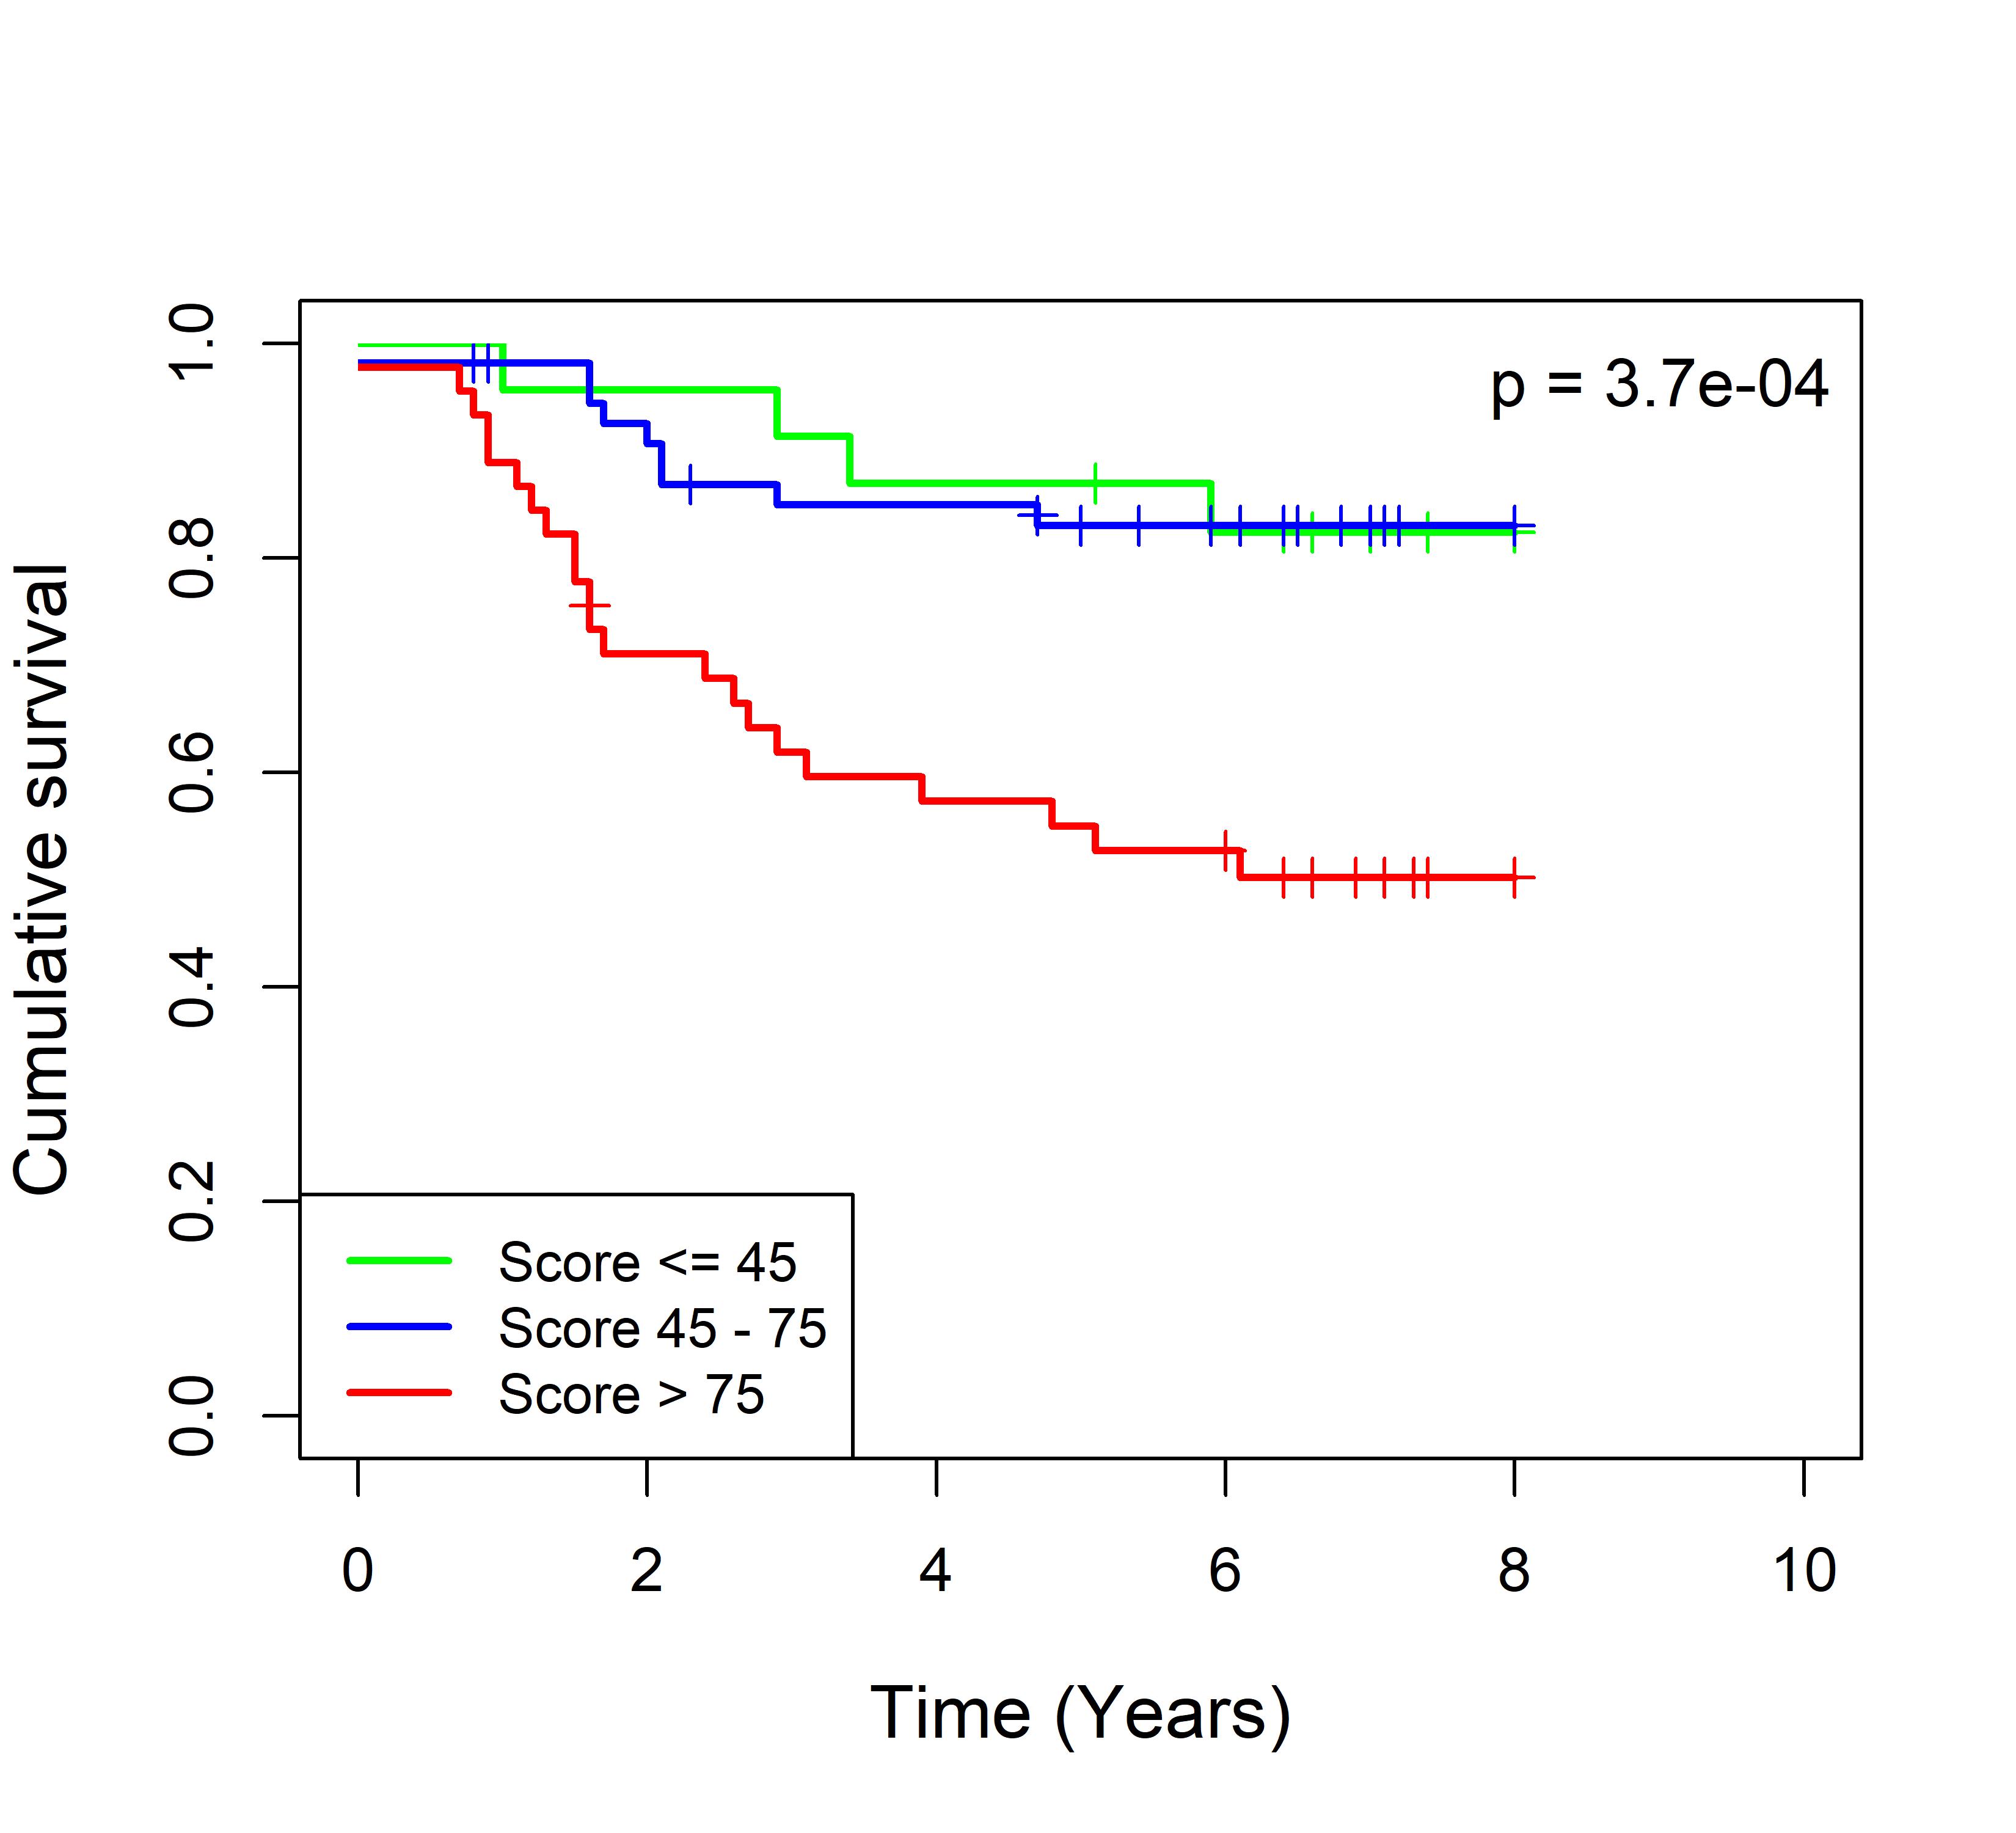 p = 3.7e-04
Cumulative survival
1.0
0.8
0.6
0.4
0.2
0.0
Score <= 45
Score 45 - 75
Score > 75
0 2 4 6 8 10
Time (Years)